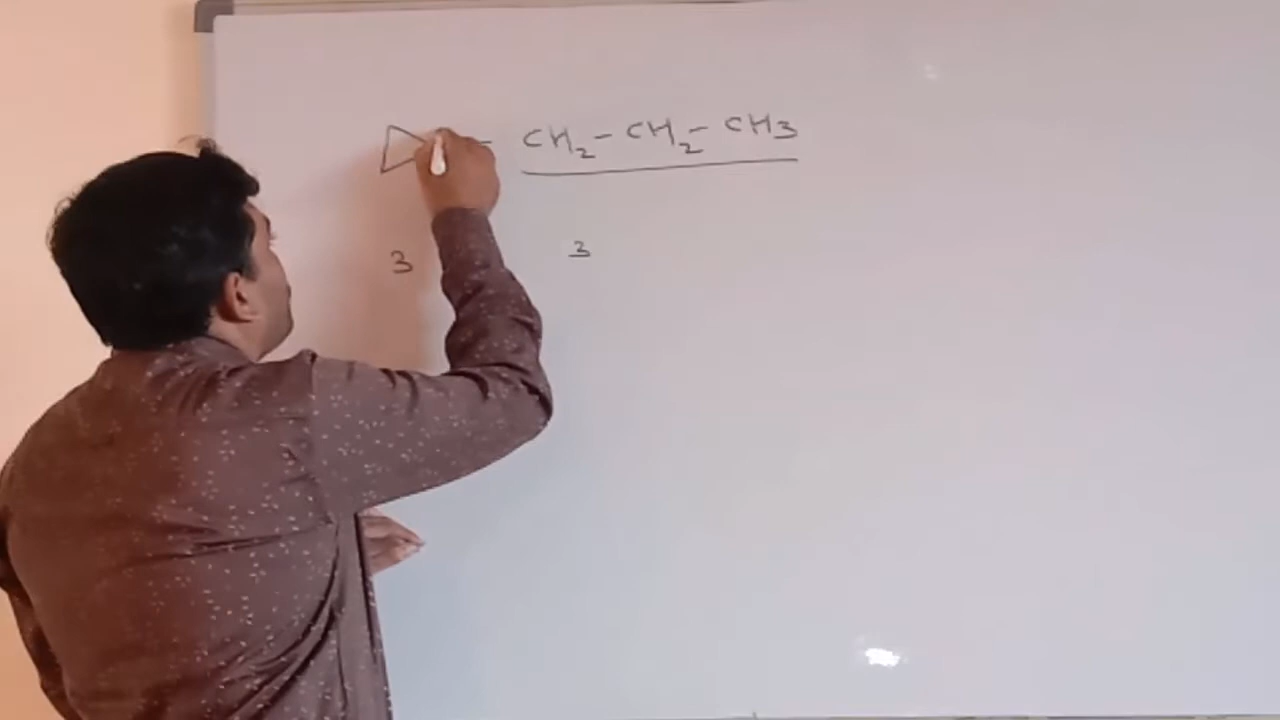 - CH₂ - CH₂ - CH3
3 3